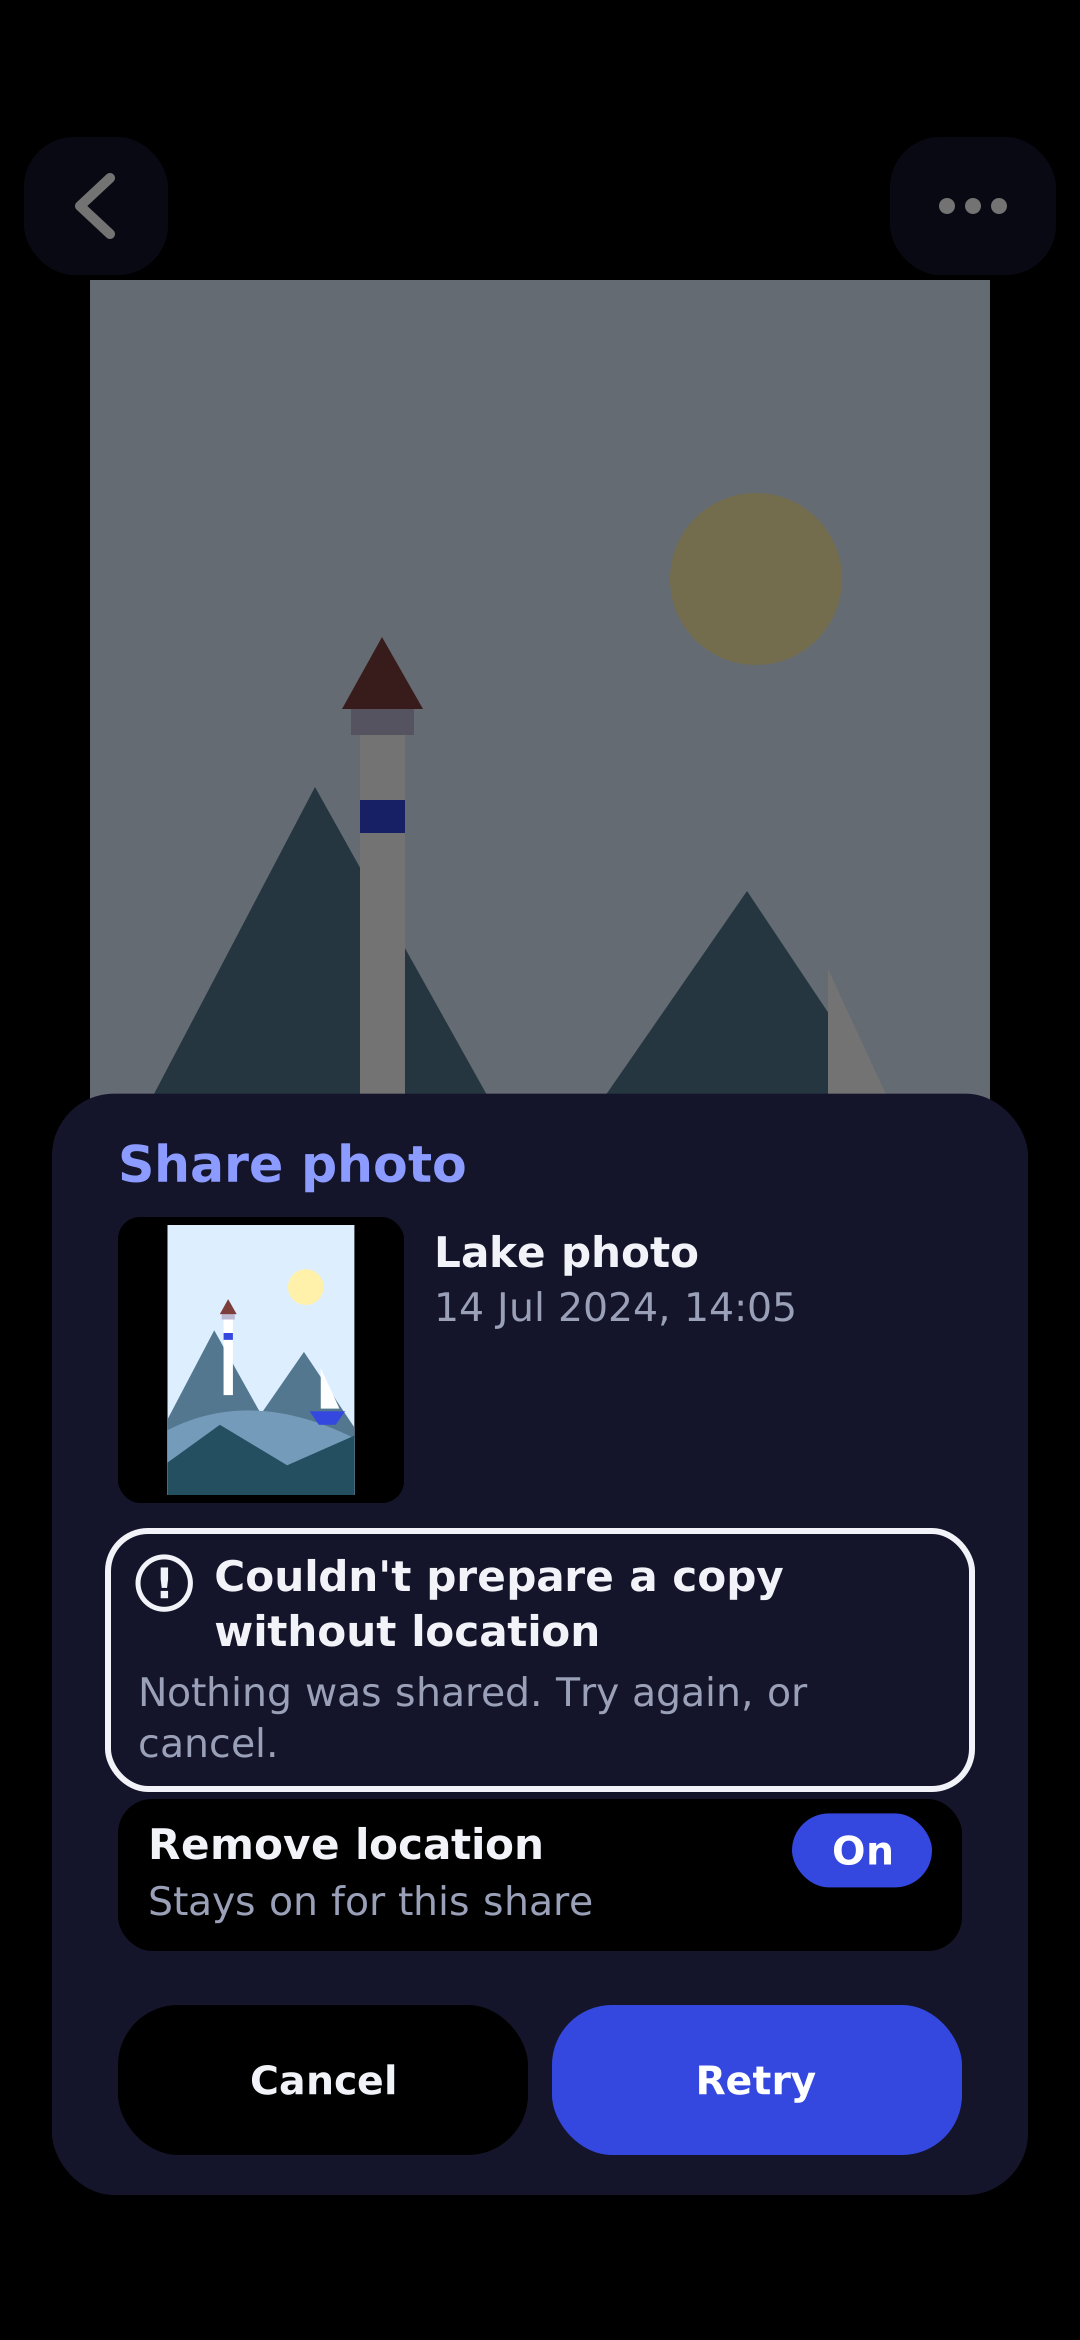 Share photo
Lake photo
14 Jul 2024, 14:05
Couldn't prepare a copy
without location
Nothing was shared. Try again, or
cancel.
Remove location
On
Stays on for this share
Cancel
Retry